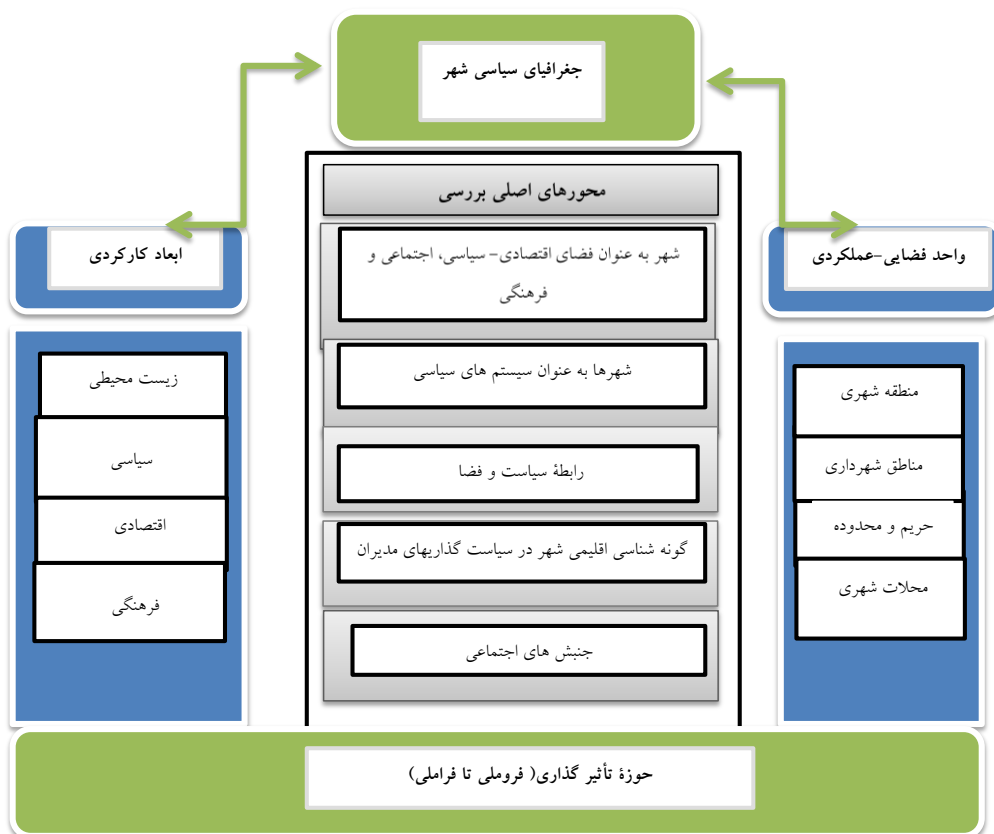 جغرافیای سیاسی شهر
محورهای اصلی بررسی
واحد فضایی-عملکردی
ابعاد کارکردی
شهر به عنوان فضای اقتصادی- سیاسی، اجتماعی و
فرهنگی
شهرها به عنوان سیستم های سیاسی
رابطۀ سیاست و فضا
گونه شناسی اقلیمی شهر در سیاست گذاریهای مدیران
جنبش های اجتماعی
منطقه شهری
مناطق شهرداری
حریم و محدوده
محلات شهری
زیست محیطی
سیاسی
اقتصادی
فرهنگی
حوزۀ تأثیر گذاری( فروملی تا فراملی)